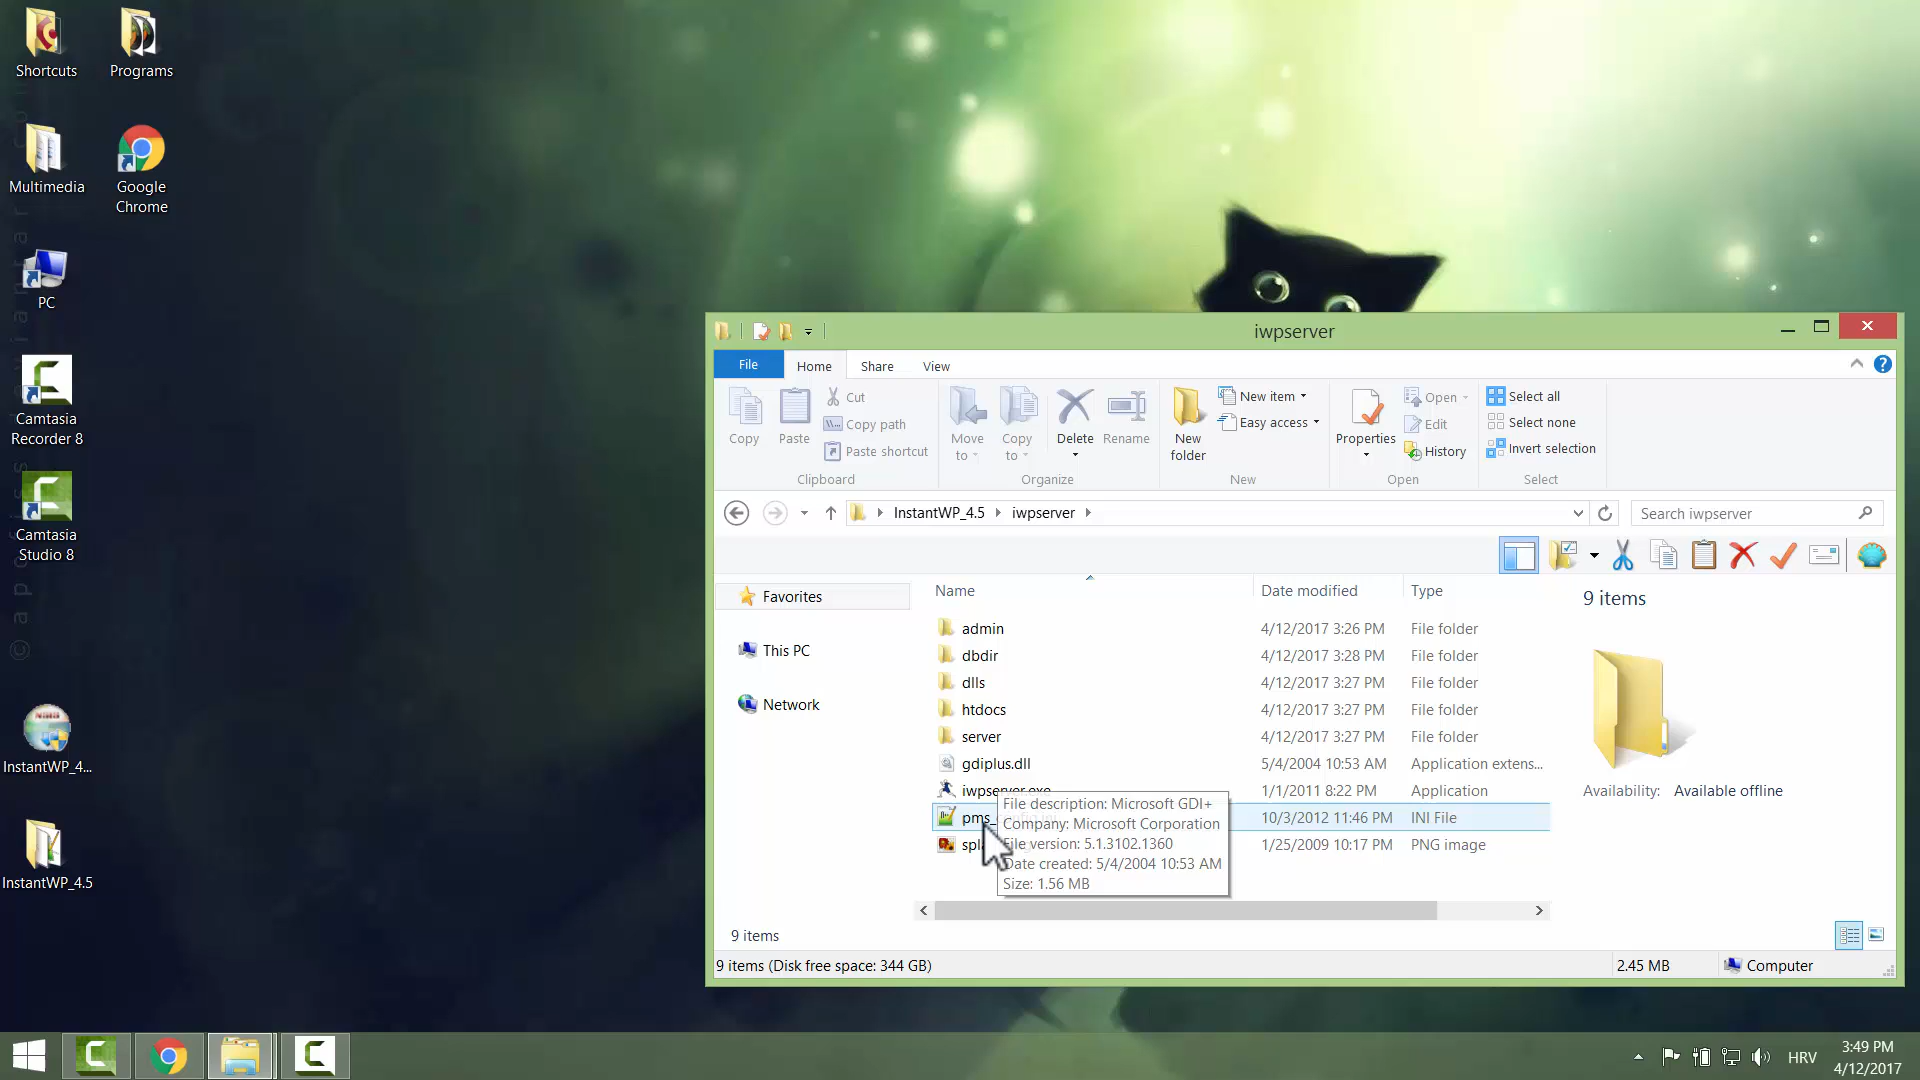 Shortcuts
Programs
Multimedia
Google
Chrome
PC
Camtasia
Recorder 8
Camtasia
Studio 8
InstantWP_4...
InstantWP_4.5
iwpserver
File
Home
Share
View
Copy
Paste
Cut
Copy path
Paste shortcut
Clipboard
Move
to
Copy
to
Delete
Rename
Organize
New
folder
New item
Easy access
New
Properties
Open
Edit
History
Open
Select all
Select none
Invert selection
Select
InstantWP_4.5
iwpserver
Search iwpserver
Favorites
This PC
Network
Name
Date modified
Type
admin 4/12/2017 3:26 PM File folder
dbdir 4/12/2017 3:28 PM File folder
dlls 4/12/2017 3:27 PM File folder
htdocs 4/12/2017 3:27 PM File folder
server 4/12/2017 3:27 PM File folder
gdiplus.dll 5/4/2004 10:53 AM Application extens...
iwpserver.exe 1/1/2011 8:22 PM Application
pms_ 10/3/2012 11:46 PM INI File
spl 1/25/2009 10:17 PM PNG image
File description: Microsoft GDI+
Company: Microsoft Corporation
File version: 5.1.3102.1360
Date created: 5/4/2004 10:53 AM
Size: 1.56 MB
9 items
Availability: Available offline
9 items
9 items (Disk free space: 344 GB)
2.45 MB
Computer
HRV
3:49 PM
4/12/2017